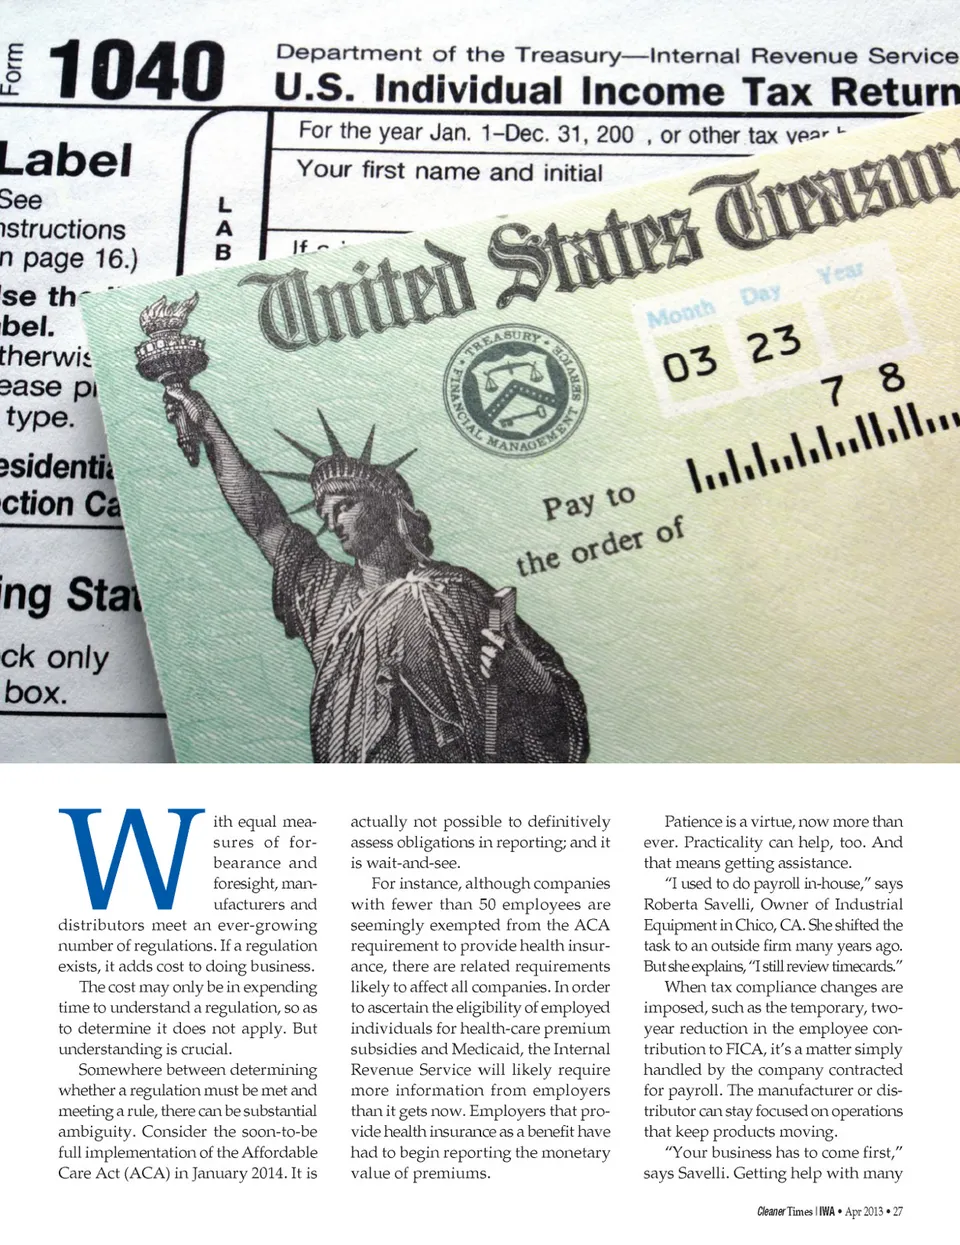 Form 1040
Department of the Treasury—Internal Revenue Service
U.S. Individual Income Tax Return
For the year Jan. 1–Dec. 31, 200 , or other tax year
Your first name and initial
Label
See
nstructions
n page 16.)
L
A
B
If
se the
bel.
therwis
ease pl
type.
esidentia
ction Ca
ing Stat
ck only
box.
United States Treasury
Month Day Year
03 23
7 8
TREASURY
FINANCIAL MANAGEMENT SERVICE
Pay to
the order of
With equal mea-
sures of for-
bearance and
foresight, man-
ufacturers and
distributors meet an ever-growing
number of regulations. If a regulation
exists, it adds cost to doing business.
The cost may only be in expending
time to understand a regulation, so as
to determine it does not apply. But
understanding is crucial.
Somewhere between determining
whether a regulation must be met and
meeting a rule, there can be substantial
ambiguity. Consider the soon-to-be
full implementation of the Affordable
Care Act (ACA) in January 2014. It is
actually not possible to definitively
assess obligations in reporting; and it
is wait-and-see.
For instance, although companies
with fewer than 50 employees are
seemingly exempted from the ACA
requirement to provide health insur-
ance, there are related requirements
likely to affect all companies. In order
to ascertain the eligibility of employed
individuals for health-care premium
subsidies and Medicaid, the Internal
Revenue Service will likely require
more information from employers
than it gets now. Employers that pro-
vide health insurance as a benefit have
had to begin reporting the monetary
value of premiums.
Patience is a virtue, now more than
ever. Practicality can help, too. And
that means getting assistance.
“I used to do payroll in-house,” says
Roberta Savelli, Owner of Industrial
Equipment in Chico, CA. She shifted the
task to an outside firm many years ago.
But she explains, “I still review timecards.”
When tax compliance changes are
imposed, such as the temporary, two-
year reduction in the employee con-
tribution to FICA, it’s a matter simply
handled by the company contracted
for payroll. The manufacturer or dis-
tributor can stay focused on operations
that keep products moving.
“Your business has to come first,”
says Savelli. Getting help with many
Cleaner Times | IWA • Apr 2013 • 27